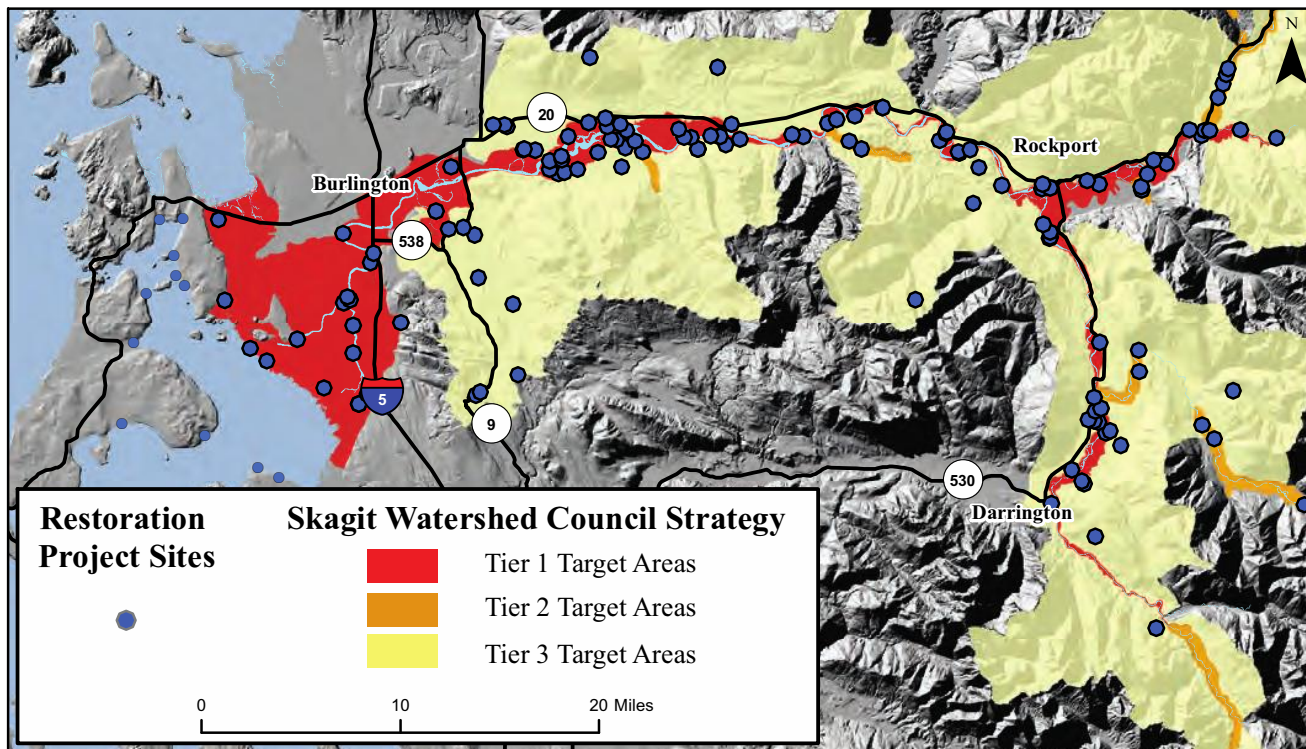 N
20
Rockport
Burlington
538
5
9
530
Darrington
Restoration
Project Sites
Skagit Watershed Council Strategy
Tier 1 Target Areas
Tier 2 Target Areas
Tier 3 Target Areas
0 10 20 Miles